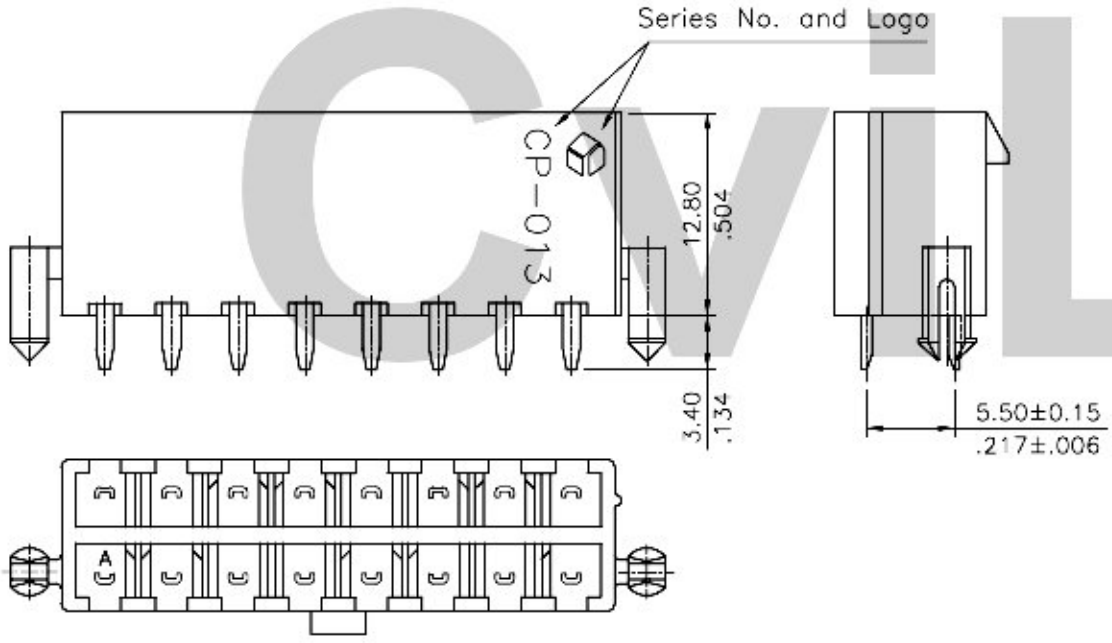 Series No. and Logo
CviL
CP-013
12.80
.504
3.40
.134
5.50±0.15
.217±.006
A